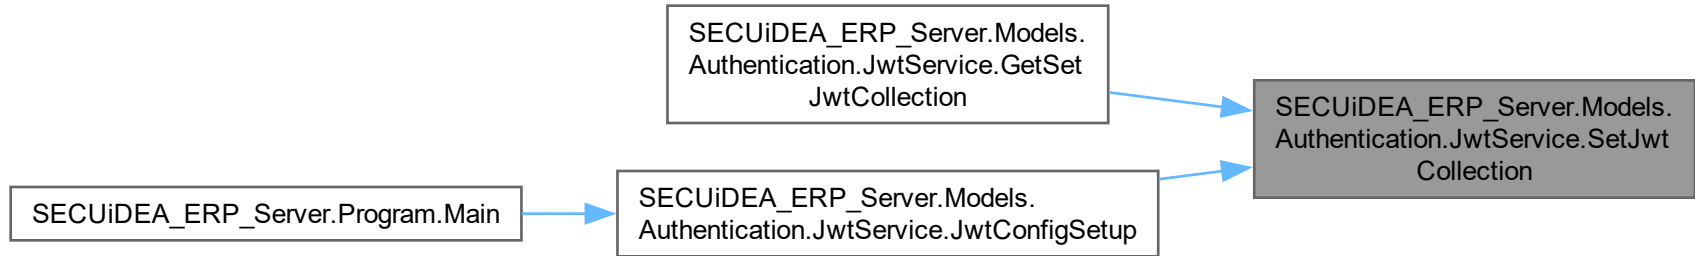 SECUiDEA_ERP_Server.Models.
Authentication.JwtService.GetSet
JwtCollection
SECUiDEA_ERP_Server.Models.
Authentication.JwtService.SetJwt
Collection
SECUiDEA_ERP_Server.Program.Main
SECUiDEA_ERP_Server.Models.
Authentication.JwtService.JwtConfigSetup